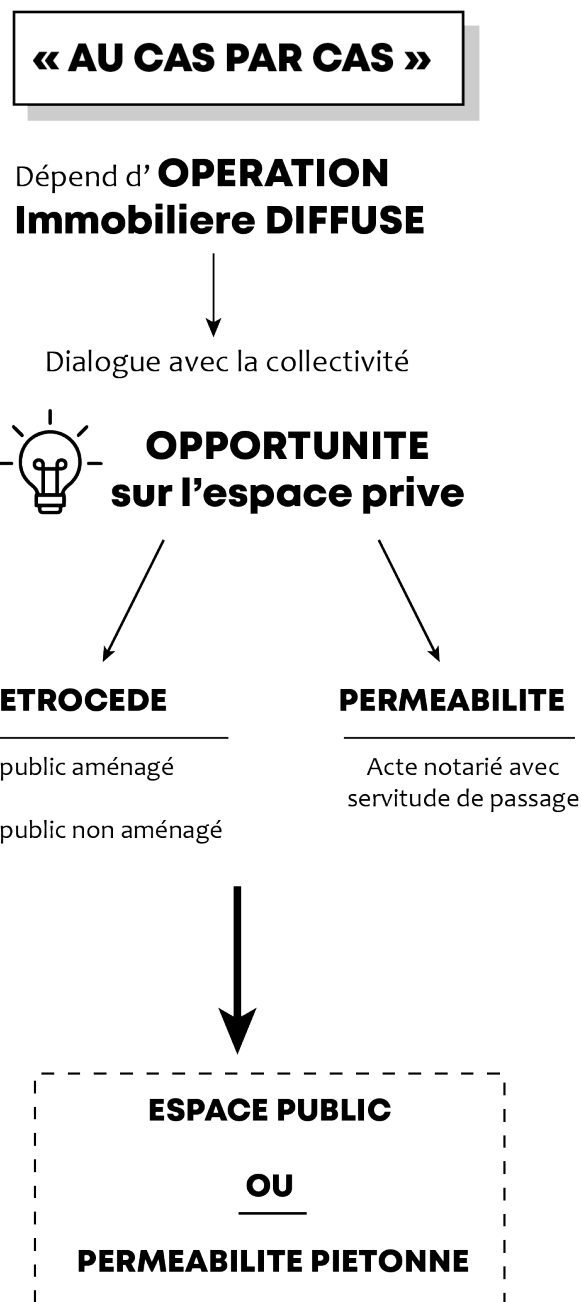 « AU CAS PAR CAS »
Dépend d' OPERATION
Immobiliere DIFFUSE
Dialogue avec la collectivité
OPPORTUNITE
sur l'espace prive
ETROCEDE
public aménagé
public non aménagé
PERMEABILITE
Acte notarié avec
servitude de passage
ESPACE PUBLIC
OU
PERMEABILITE PIETONNE